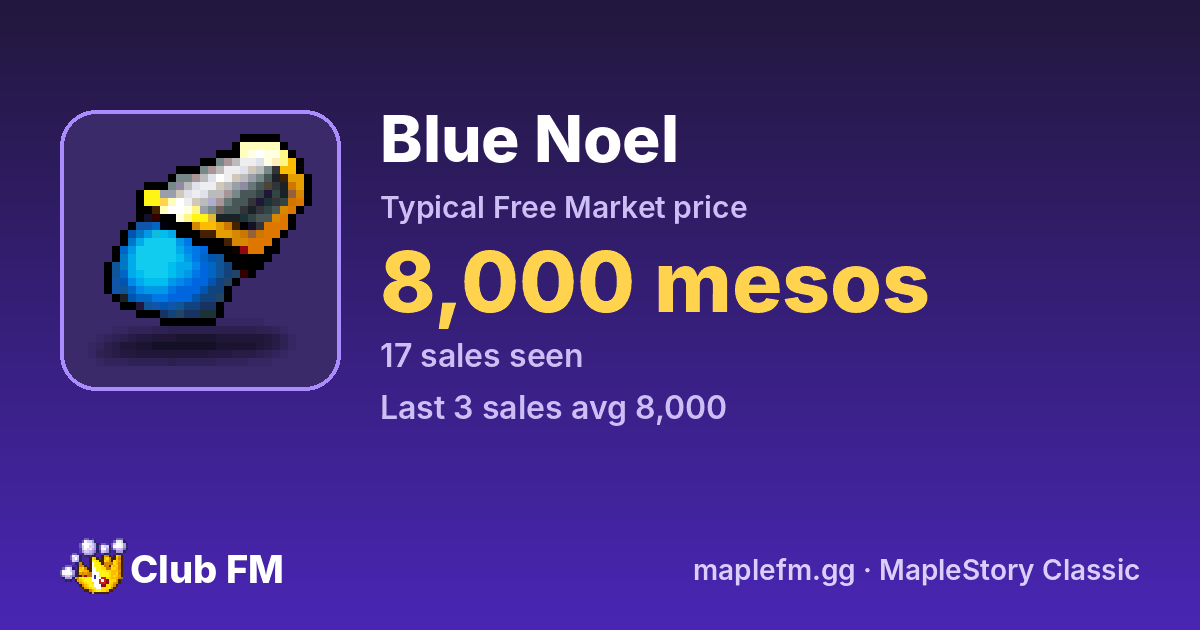 Blue Noel
Typical Free Market price
8,000 mesos
17 sales seen
Last 3 sales avg 8,000
Club FM
maplefm.gg · MapleStory Classic